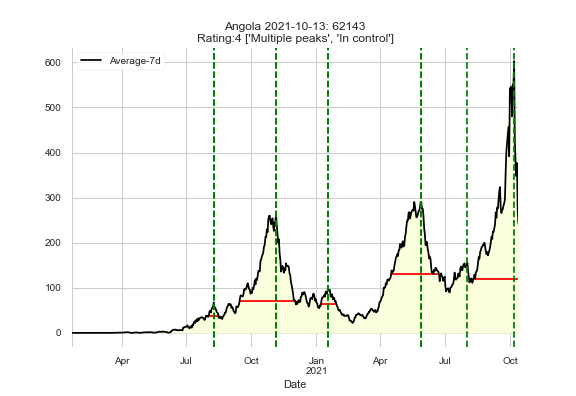 Angola 2021-10-13: 62143
Rating:4 ['Multiple peaks', 'In control']
Average-7d
600
500
400
300
200
100
0
Apr
Jul
Oct
Jan
2021
Apr
Jul
Oct
Date